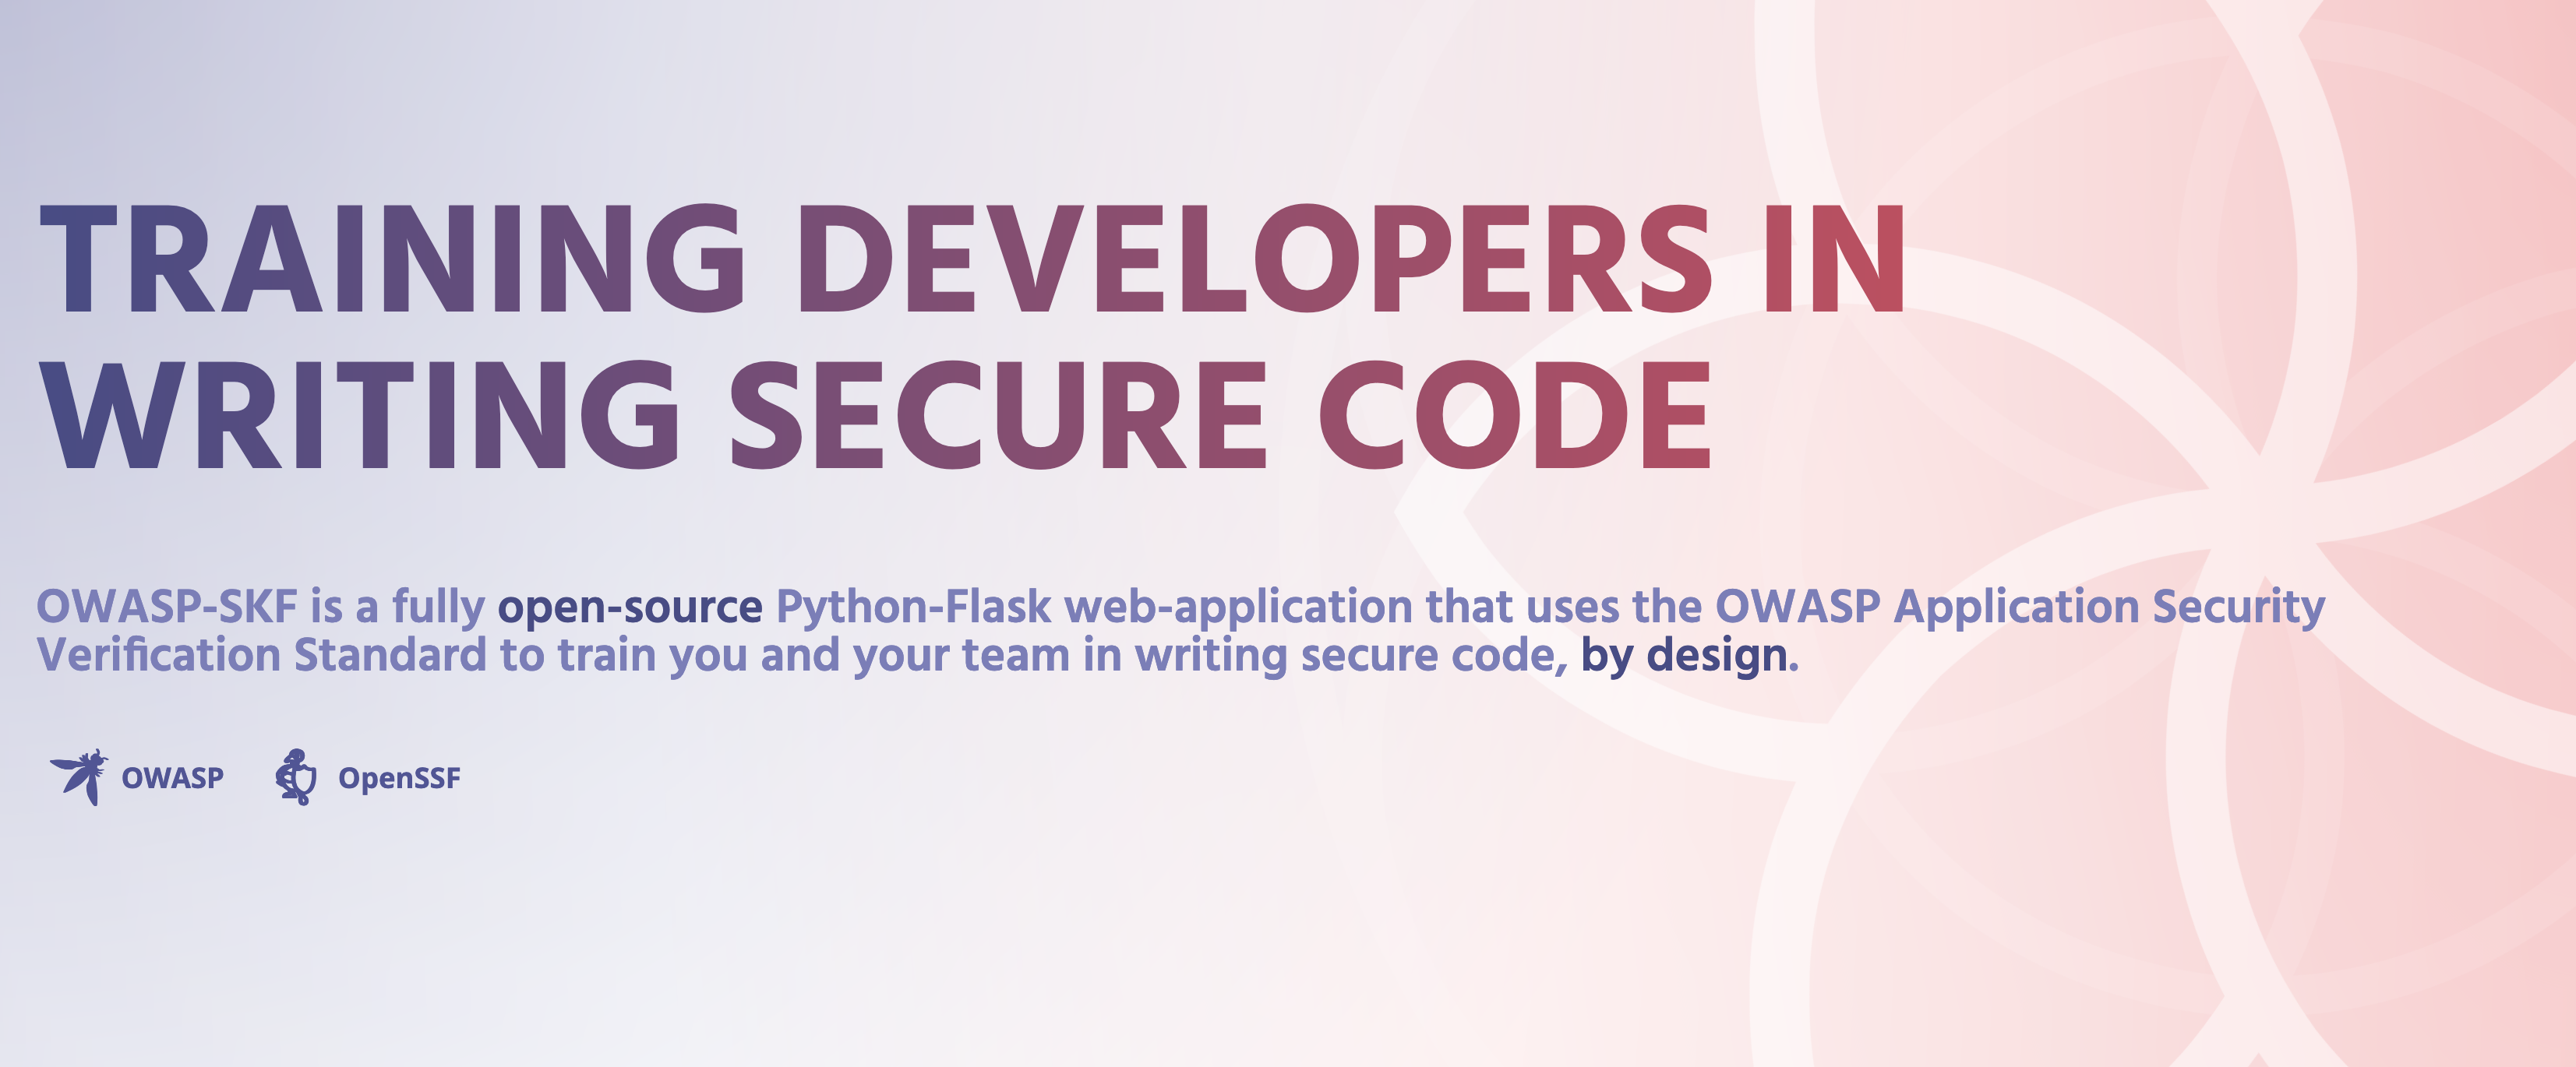 TRAINING DEVELOPERS IN
WRITING SECURE CODE
OWASP-SKF is a fully open-source Python-Flask web-application that uses the OWASP Application Security
Verification Standard to train you and your team in writing secure code, by design.
OWASP OpenSSF